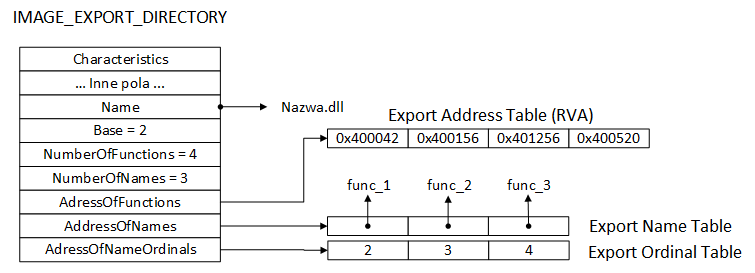 IMAGE_EXPORT_DIRECTORY
Characteristics
... Inne pola ...
Name
Nazwa.dll
Base = 2
Export Address Table (RVA)
NumberOfFunctions = 4
0x400042 0x400156 0x401256 0x400520
NumberOfNames = 3
func_1 func_2 func_3
AdressOfFunctions
AddressOfNames
Export Name Table
AdressOfNameOrdinals
2 3 4
Export Ordinal Table